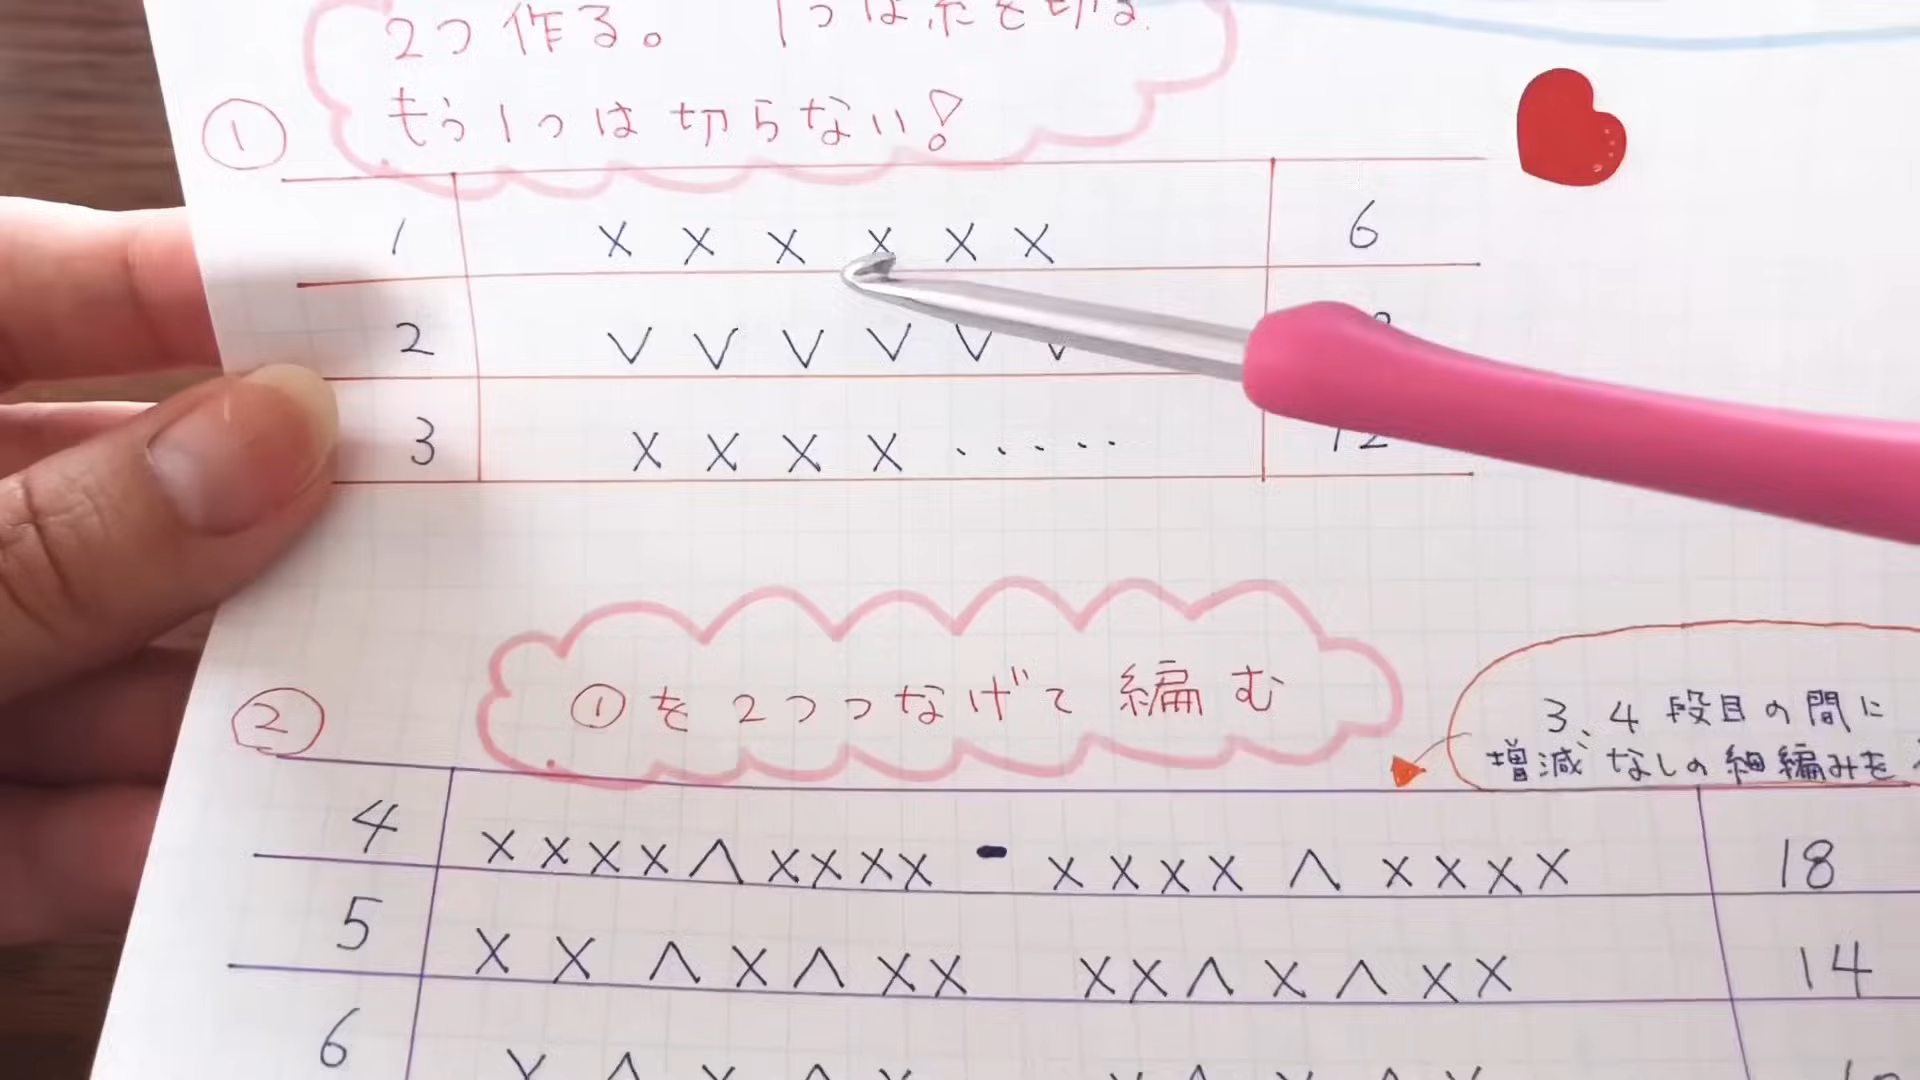 2つ作る。 1つは糸を切る
もう1つは切らない!
①
1 X X X X X X 6
2 V V V V V V
3 X X X X ・・・・・ 12
①を2つつなげて編む
②
3、4段目の間に
増減なしの細編みを
4 X X X X Λ X X X X - X X X X Λ X X X X 18
5 X X Λ X Λ X X X X Λ X Λ X X 14
6